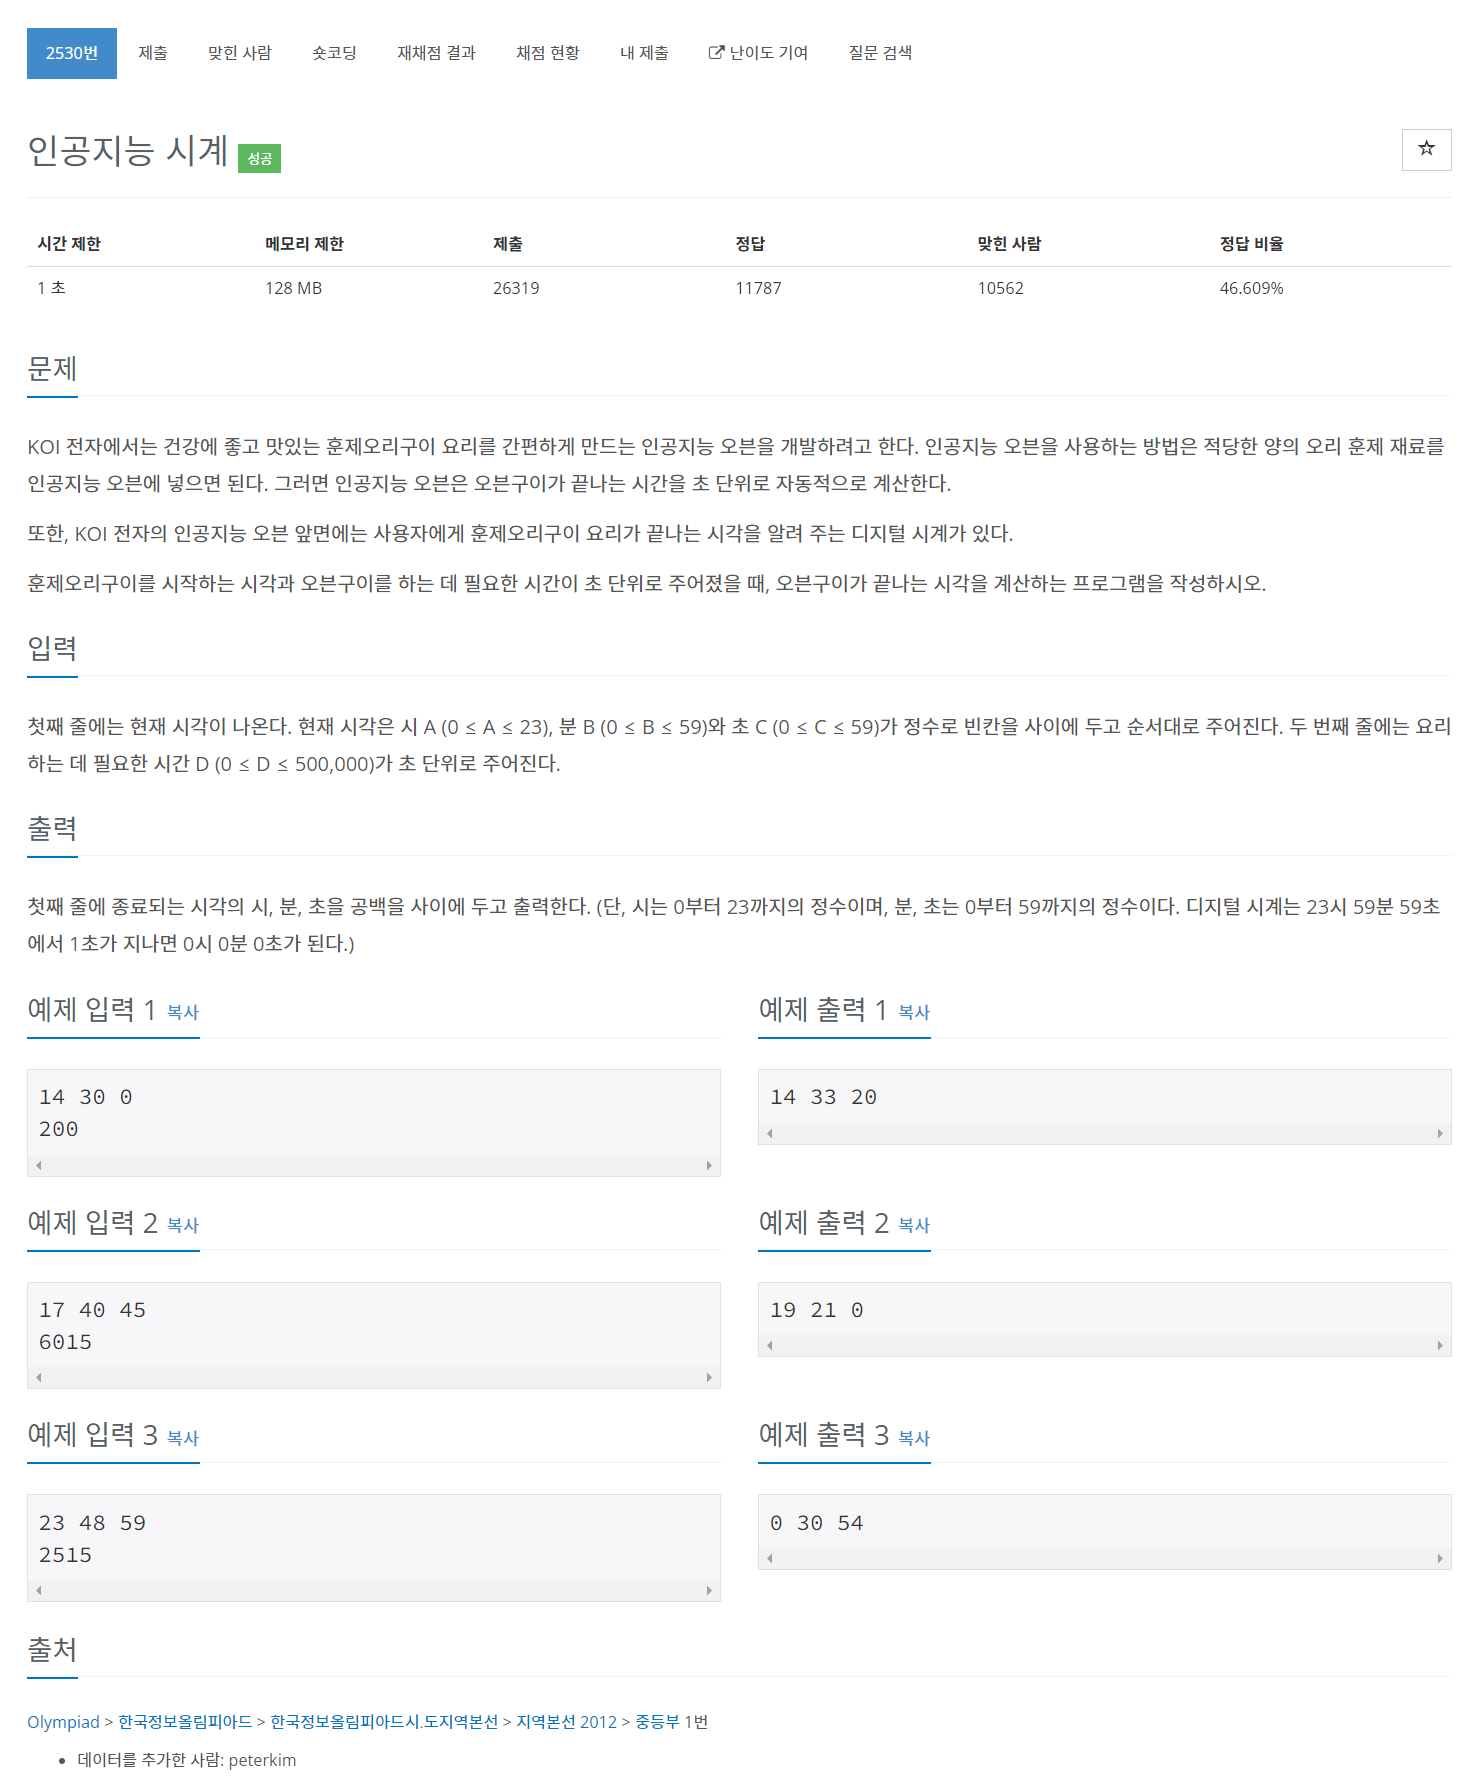 2530번 제출 맞힌 사람 숏코딩 재채점 결과 채점 현황 내 제출 난이도 기여 질문 검색
인공지능 시계 성공
시간 제한 메모리 제한 제출 정답 맞힌 사람 정답 비율
1 초 128 MB 26319 11787 10562 46.609%
문제
KOI 전자에서는 건강에 좋고 맛있는 훈제오리구이 요리를 간편하게 만드는 인공지능 오븐을 개발하려고 한다. 인공지능 오븐을 사용하는 방법은 적당한 양의 오리 훈제 재료를
인공지능 오븐에 넣으면 된다. 그러면 인공지능 오븐은 오븐구이가 끝나는 시간을 초 단위로 자동적으로 계산한다.
또한, KOI 전자의 인공지능 오븐 앞면에는 사용자에게 훈제오리구이 요리가 끝나는 시각을 알려 주는 디지털 시계가 있다.
훈제오리구이를 시작하는 시각과 오븐구이를 하는 데 필요한 시간이 초 단위로 주어졌을 때, 오븐구이가 끝나는 시각을 계산하는 프로그램을 작성하시오.
입력
첫째 줄에는 현재 시각이 나온다. 현재 시각은 시 A (0 ≤ A ≤ 23), 분 B (0 ≤ B ≤ 59)와 초 C (0 ≤ C ≤ 59)가 정수로 빈칸을 사이에 두고 순서대로 주어진다. 두 번째 줄에는 요리
하는 데 필요한 시간 D (0 ≤ D ≤ 500,000)가 초 단위로 주어진다.
출력
첫째 줄에 종료되는 시각의 시, 분, 초을 공백을 사이에 두고 출력한다. (단, 시는 0부터 23까지의 정수이며, 분, 초는 0부터 59까지의 정수이다. 디지털 시계는 23시 59분 59초
에서 1초가 지나면 0시 0분 0초가 된다.)
예제 입력 1 복사
14 30 0
200
예제 출력 1 복사
14 33 20
예제 입력 2 복사
17 40 45
6015
예제 출력 2 복사
19 21 0
예제 입력 3 복사
23 48 59
2515
예제 출력 3 복사
0 30 54
출처
Olympiad > 한국정보올림피아드 > 한국정보올림피아드시.도지역본선 > 지역본선 2012 > 중등부 1번
• 데이터를 추가한 사람: peterkim